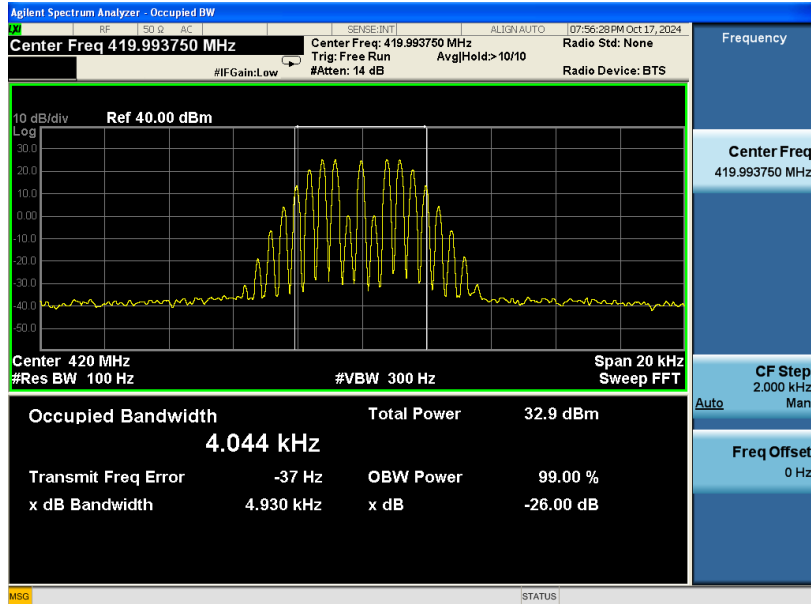 Agilent Spectrum Analyzer - Occupied BW
LXI RF 50 Ω AC SENSE:INT ALIGN AUTO 07:56:28 PM Oct 17, 2024
Center Freq 419.993750 MHz
Center Freq: 419.993750 MHz
Radio Std: None
Trig: Free Run Avg|Hold:> 10/10
#IFGain:Low
#Atten: 14 dB
Radio Device: BTS
10 dB/div Ref 40.00 dBm
Log
30.0
20.0
10.0
0.00
-10.0
-20.0
-30.0
-40.0
-50.0
Center 420 MHz Span 20 kHz
#Res BW 100 Hz #VBW 300 Hz Sweep FFT
Occupied Bandwidth Total Power 32.9 dBm
4.044 kHz
Transmit Freq Error -37 Hz OBW Power 99.00 %
x dB Bandwidth 4.930 kHz x dB -26.00 dB
MSG STATUS
Frequency
Center Freq
419.993750 MHz
CF Step
2.000 kHz
Auto Man
Freq Offset
0 Hz